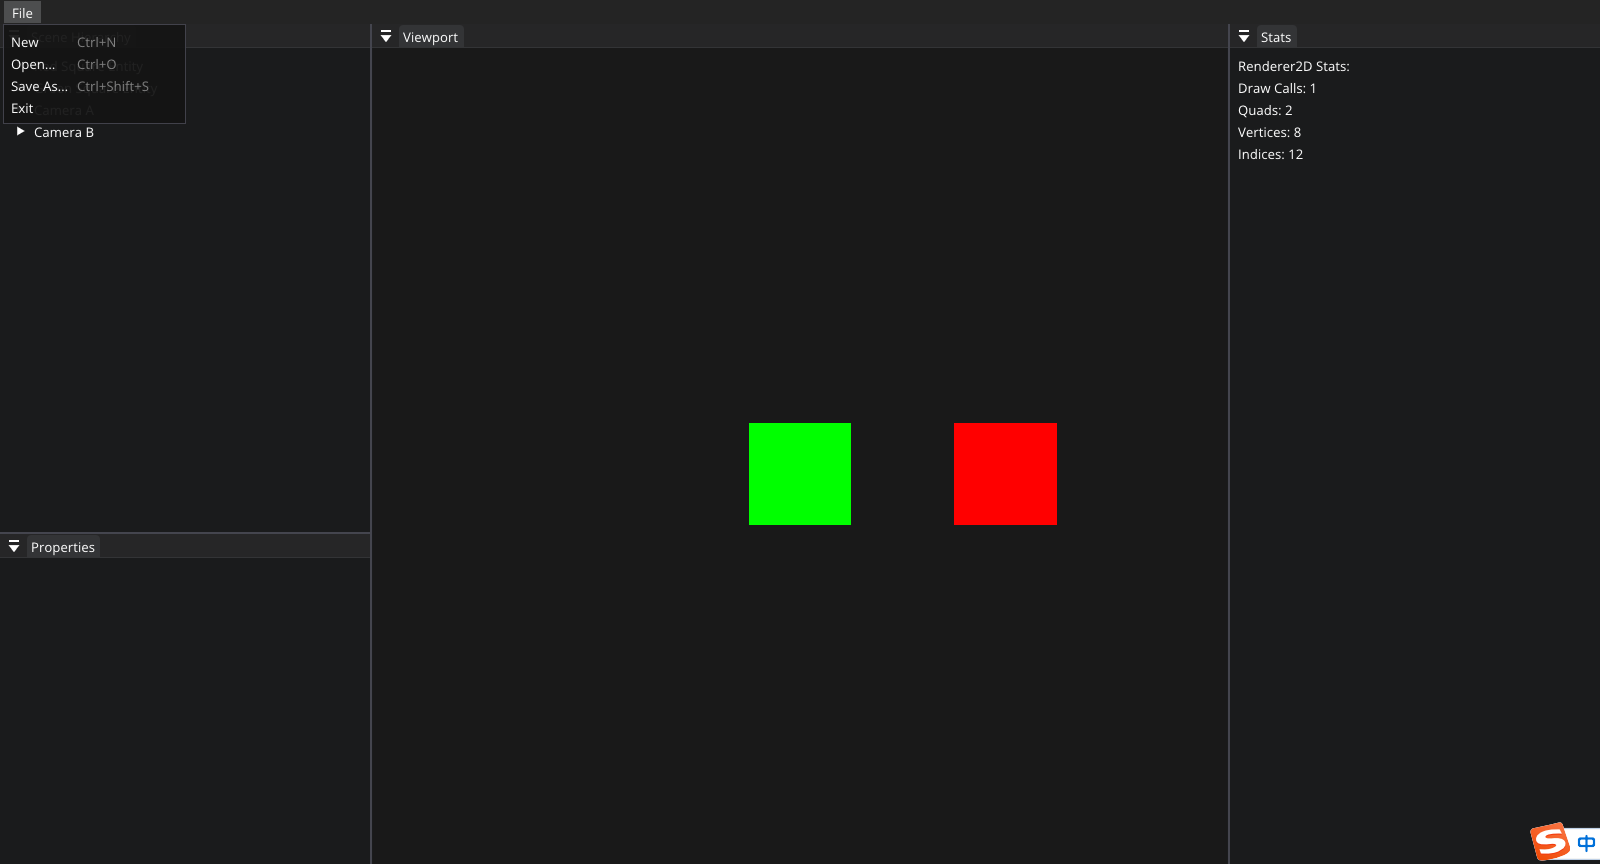 File
New Ctrl+N
Open... Ctrl+O
Save As... Ctrl+Shift+S
Exit
Camera A
Camera B
Properties
Viewport
Stats
Renderer2D Stats:
Draw Calls: 1
Quads: 2
Vertices: 8
Indices: 12
S 中